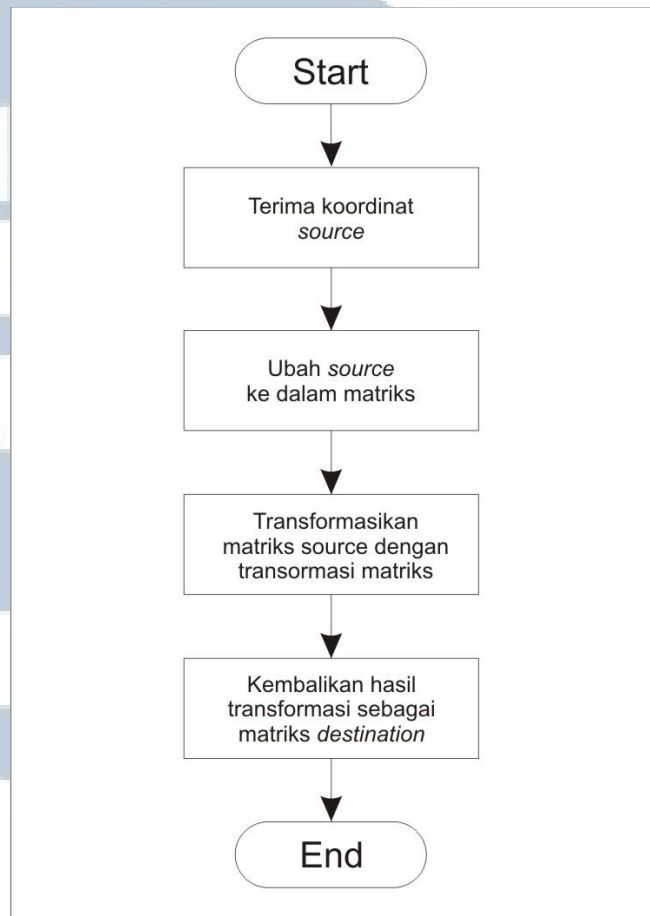 Start
Terima koordinat
source
Ubah source
ke dalam matriks
Transformasikan
matriks source dengan
transormasi matriks
Kembalikan hasil
transformasi sebagai
matriks destination
End